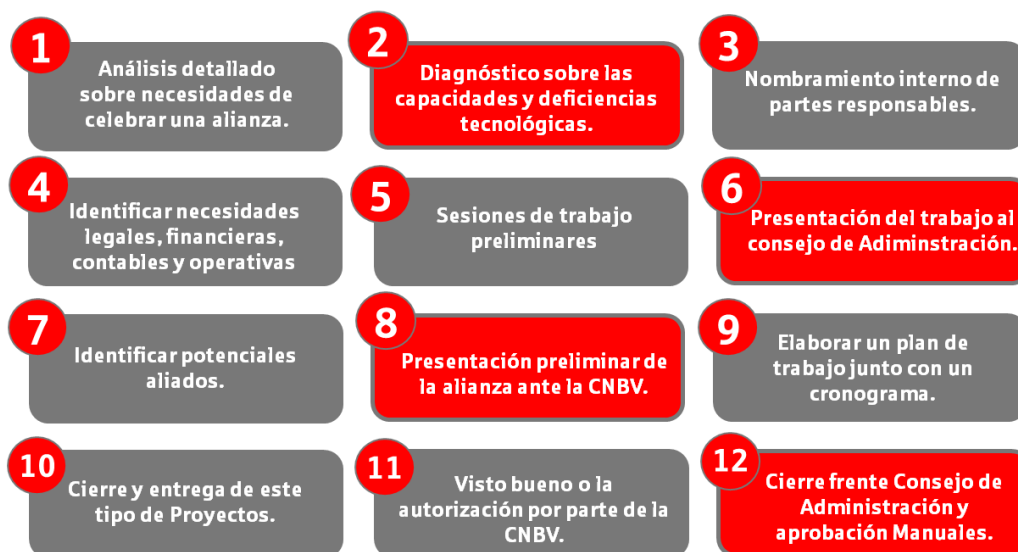 1
Análisis detallado
sobre necesidades de
celebrar una alianza.
2
Diagnóstico sobre las
capacidades y deficiencias
tecnológicas.
3
Nombramiento interno de
partes responsables.
4
Identificar necesidades
legales, financieras,
contables y operativas
5
Sesiones de trabajo
preliminares
6
Presentación del trabajo al
consejo de Adiminstración.
7
Identificar potenciales
aliados.
8
Presentación preliminar de
la alianza ante la CNBV.
9
Elaborar un plan de
trabajo junto con un
cronograma.
10
Cierre y entrega de este
tipo de Proyectos.
11
Visto bueno o la
autorización por parte de la
CNBV.
12
Cierre frente Consejo de
Administración y
aprobación Manuales.